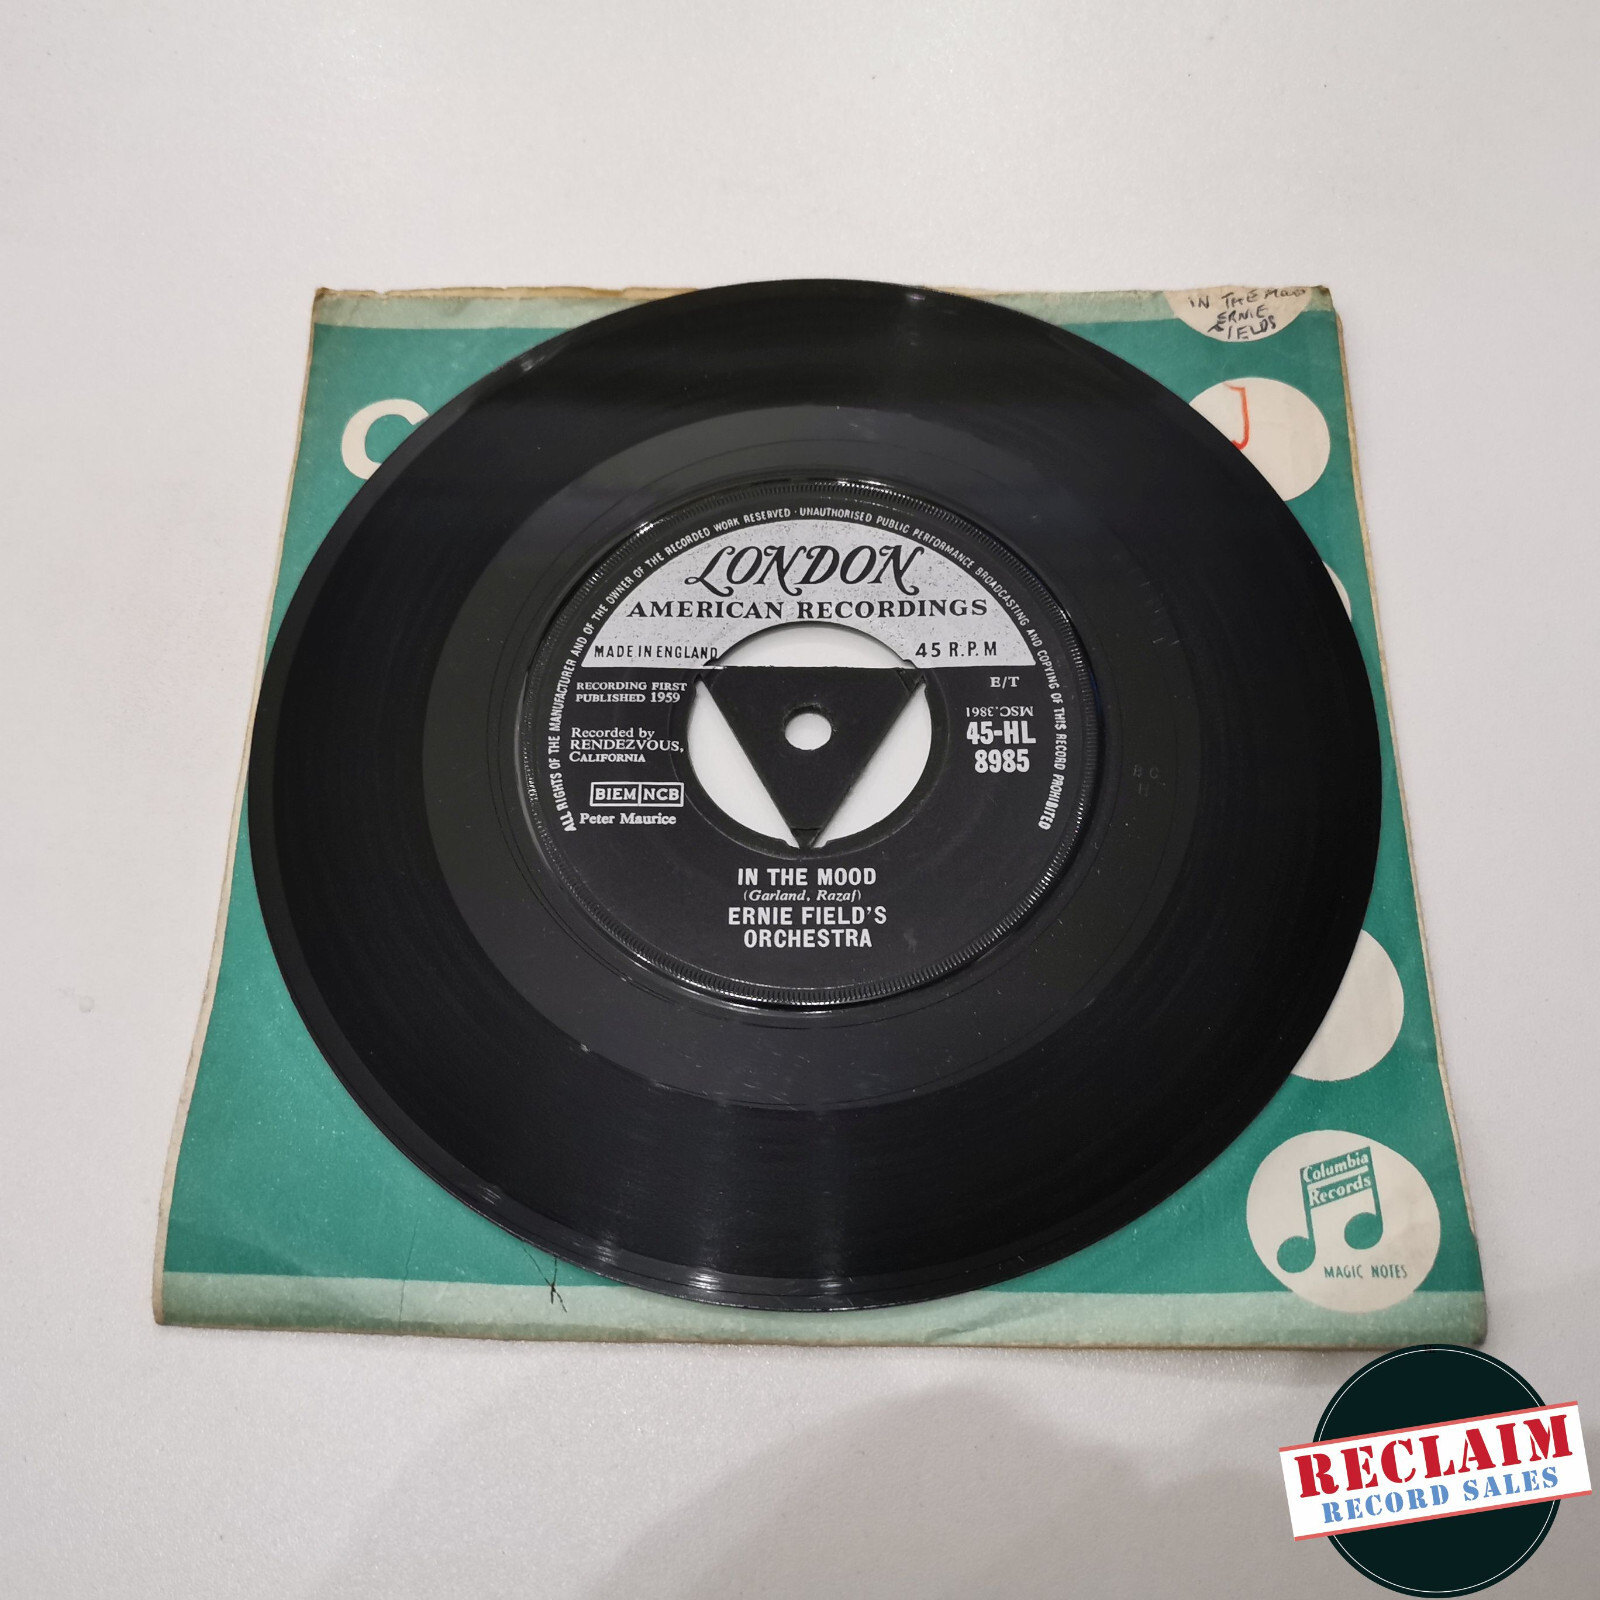 IN THE MOOD
ERNIE
FIELDS
C
J
ALL RIGHTS OF THE MANUFACTURER AND OF THE OWNER OF THE RECORDED WORK RESERVED · UNAUTHORISED PUBLIC PERFORMANCE BROADCASTING AND COPYING OF THIS RECORD PROHIBITED
LONDON
AMERICAN RECORDINGS
MADE IN ENGLAND
45 R.P.M
RECORDING FIRST
PUBLISHED 1959
E/T
MSC.3861
Recorded by
RENDEZVOUS,
CALIFORNIA
45-HL
8985
BIEM NCB
Peter Maurice
IN THE MOOD
(Garland, Razaf)
ERNIE FIELD'S
ORCHESTRA
Columbia
Records
MAGIC NOTES
RECLAIM
RECORD SALES